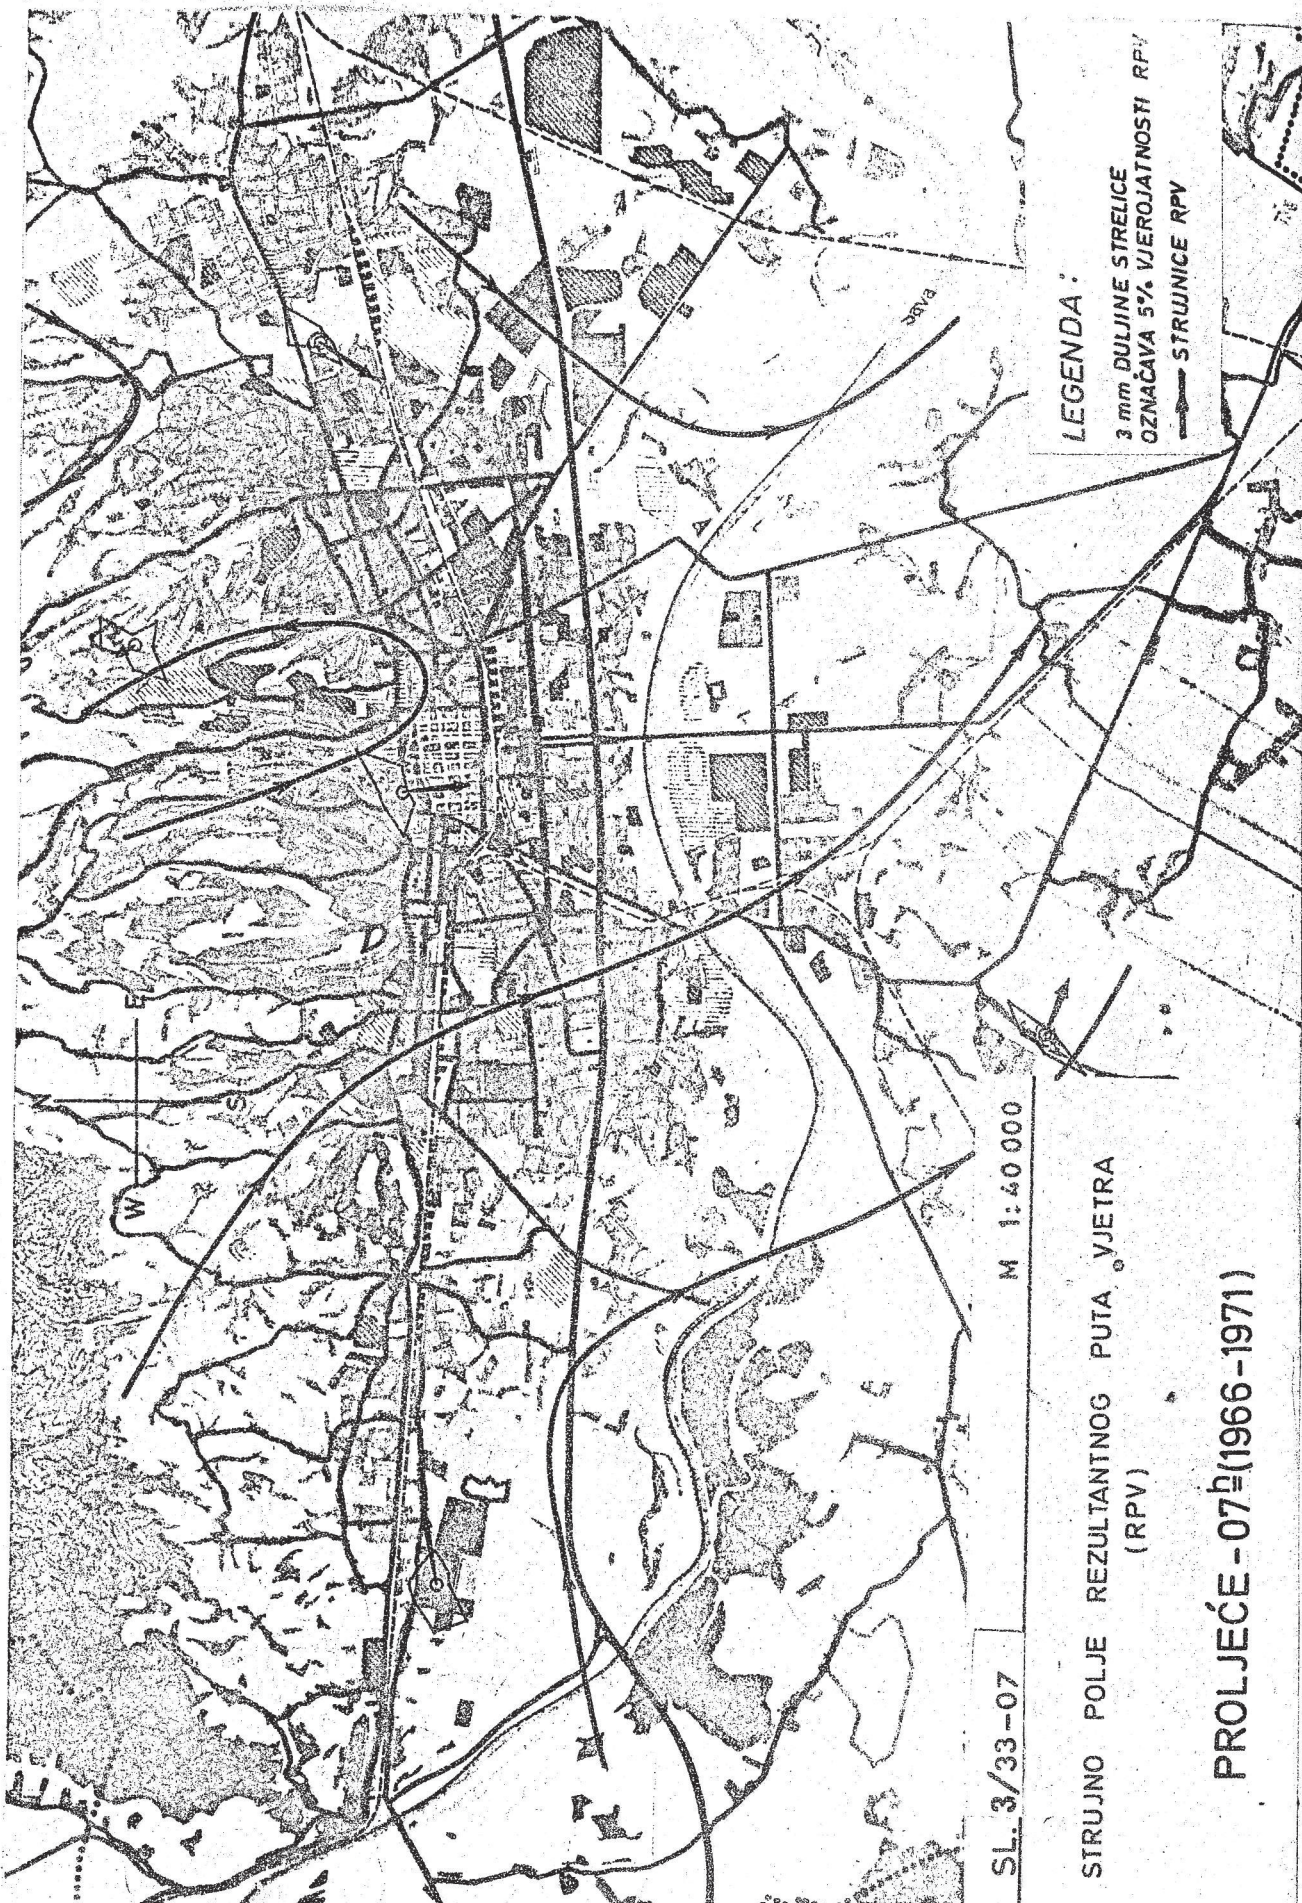 N
W E
S
sava
LEGENDA :
3 mm DULJINE STRELICE
OZNAČAVA 5% VJEROJATNOSTI RPV
STRUJNICE RPV
SL. 3/33-07
M 1:40 000
STRUJNO POLJE REZULTANTNOG PUTA VJETRA
(RPV)
PROLJEĆE-07h (1966-1971)